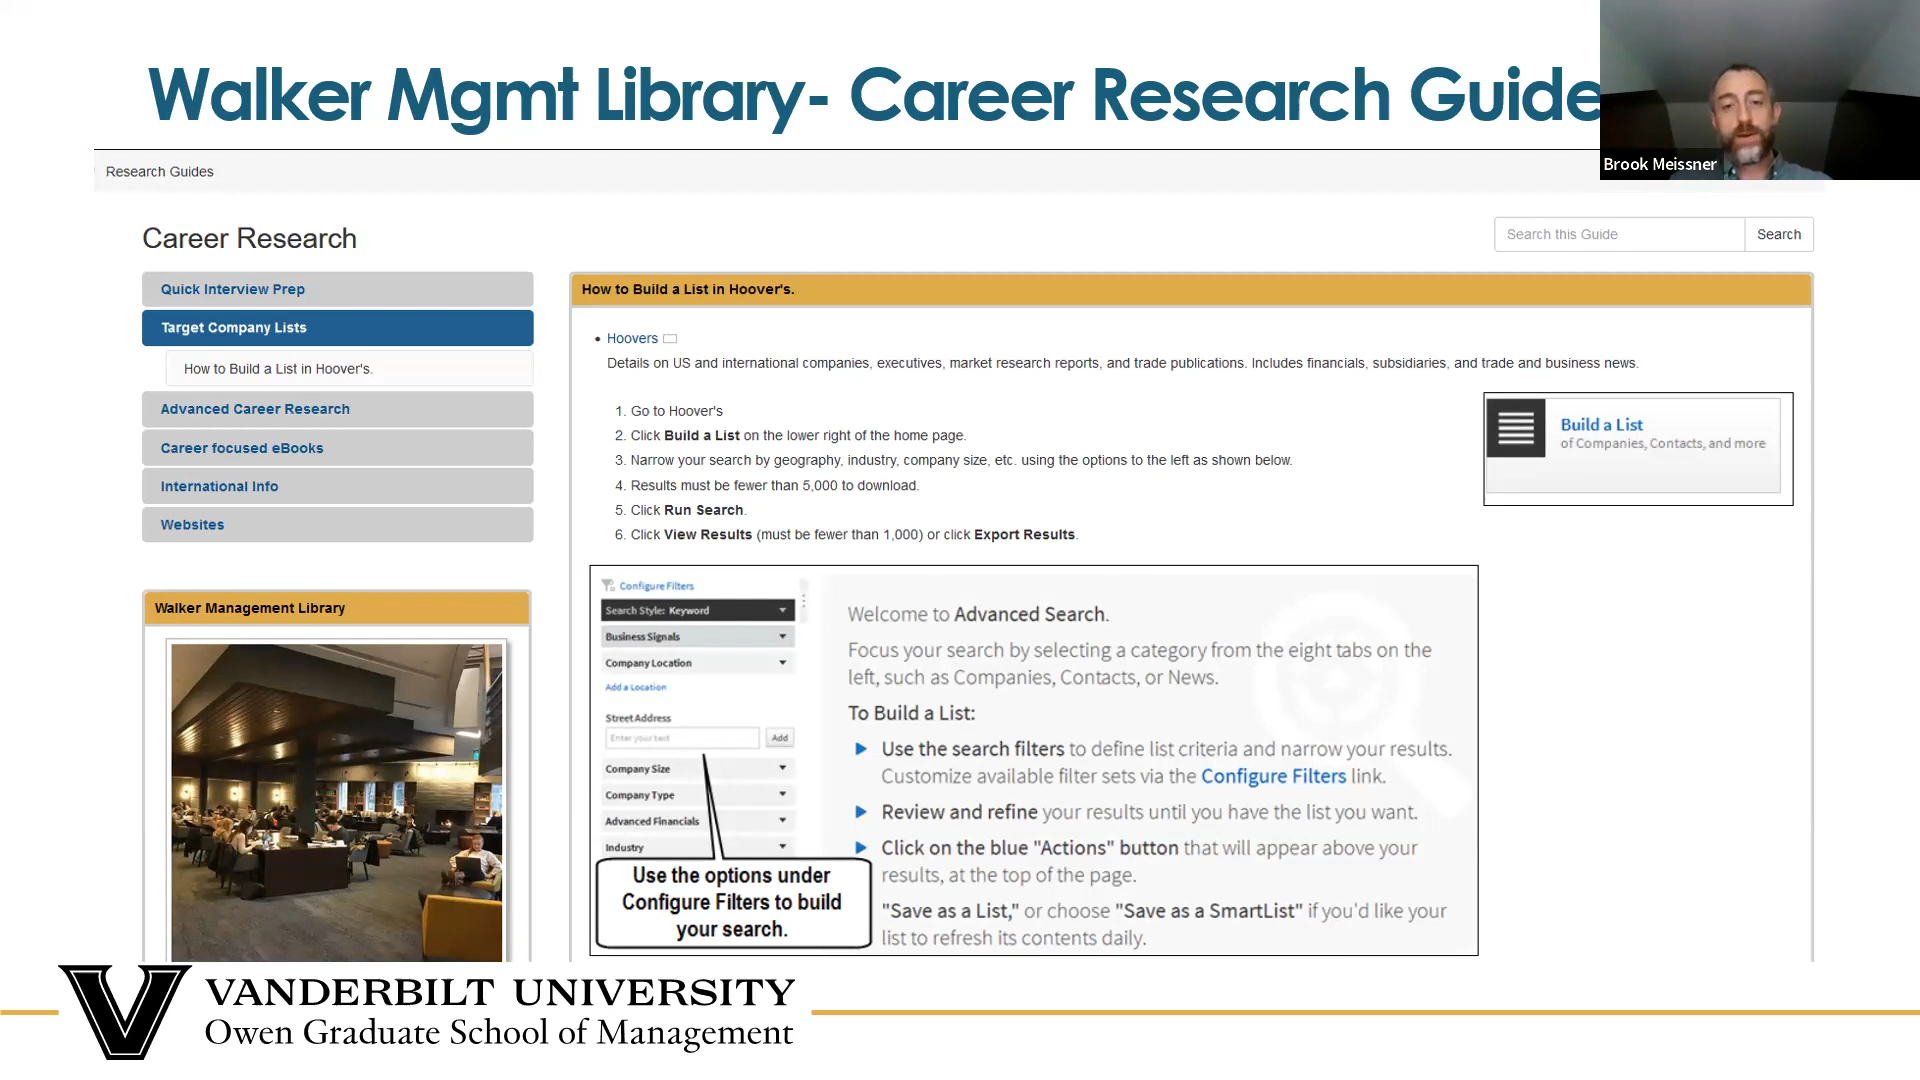 Walker Mgmt Library- Career Research Guide
Brook Meissner
Research Guides
Career Research
Search this Guide
Search
Quick Interview Prep
Target Company Lists
How to Build a List in Hoover's.
Advanced Career Research
Career focused eBooks
International Info
Websites
Walker Management Library
How to Build a List in Hoover's.
• Hoovers
Details on US and international companies, executives, market research reports, and trade publications. Includes financials, subsidiaries, and trade and business news.
1. Go to Hoover's
2. Click Build a List on the lower right of the home page.
3. Narrow your search by geography, industry, company size, etc. using the options to the left as shown below.
4. Results must be fewer than 5,000 to download.
5. Click Run Search.
6. Click View Results (must be fewer than 1,000) or click Export Results.
Build a List
of Companies, Contacts, and more
Configure Filters
Search Style: Keyword
Business Signals
Company Location
Add a Location
Street Address
Enter your text
Add
Company Size
Company Type
Advanced Financials
Industry
Use the options under
Configure Filters to build
your search.
Welcome to Advanced Search.
Focus your search by selecting a category from the eight tabs on the
left, such as Companies, Contacts, or News.
To Build a List:
Use the search filters to define list criteria and narrow your results.
Customize available filter sets via the Configure Filters link.
Review and refine your results until you have the list you want.
Click on the blue "Actions" button that will appear above your
results, at the top of the page.
"Save as a List," or choose "Save as a SmartList" if you'd like your
list to refresh its contents daily.
V
VANDERBILT UNIVERSITY
Owen Graduate School of Management